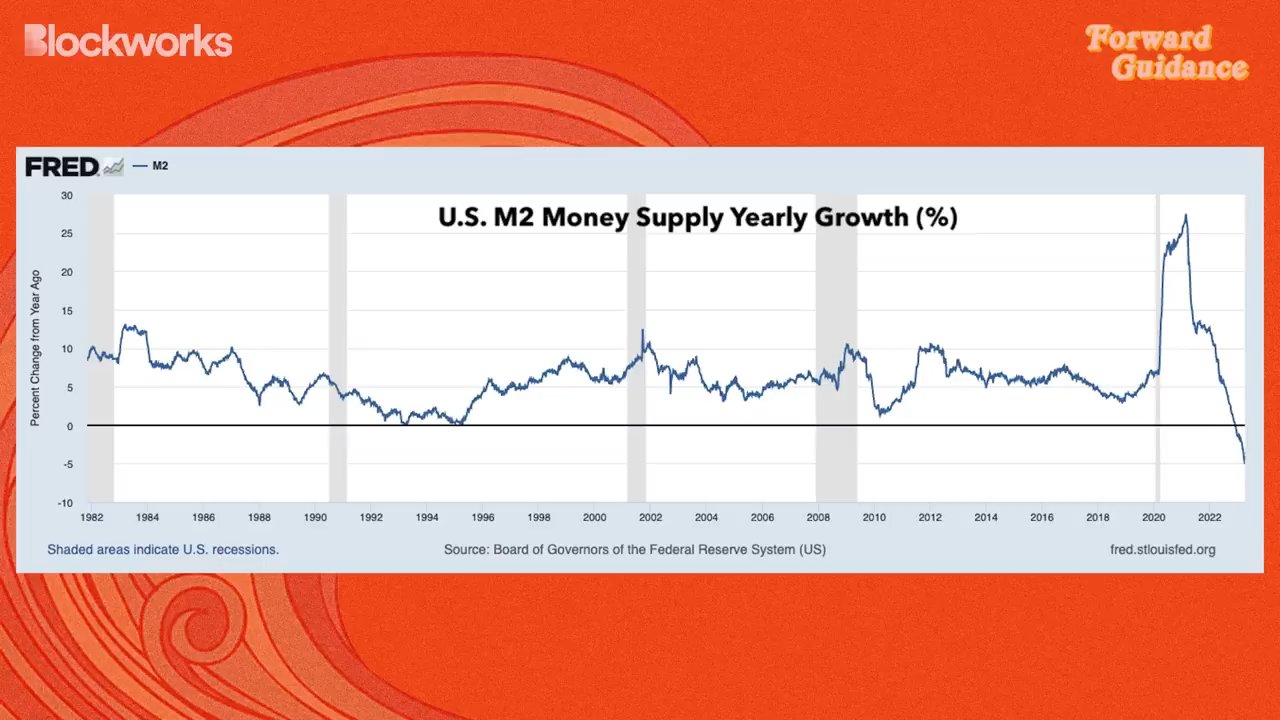 Blockworks
Forward
Guidance
FRED
M2
U.S. M2 Money Supply Yearly Growth (%)
Percent Change from Year Ago
30
25
20
15
10
5
0
-5
-10
1982 1984 1986 1988 1990 1992 1994 1996 1998 2000 2002 2004 2006 2008 2010 2012 2014 2016 2018 2020 2022
Shaded areas indicate U.S. recessions. Source: Board of Governors of the Federal Reserve System (US) fred.stlouisfed.org